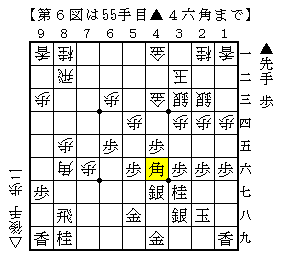 【第６図は55手目▲４六角まで】
９ ８ ７ ６ ５ ４ ３ ２ １
香 桂 金 桂 香 一
飛 王 二
歩 歩 金 銀 銀 三
歩 歩 歩 歩 四
歩 歩 歩 五
角 歩 歩 角 歩 歩 歩 六
歩 銀 桂 七
飛 金 銀 玉 八
香 桂 金 香 九
▲先手 歩
△後手 歩二